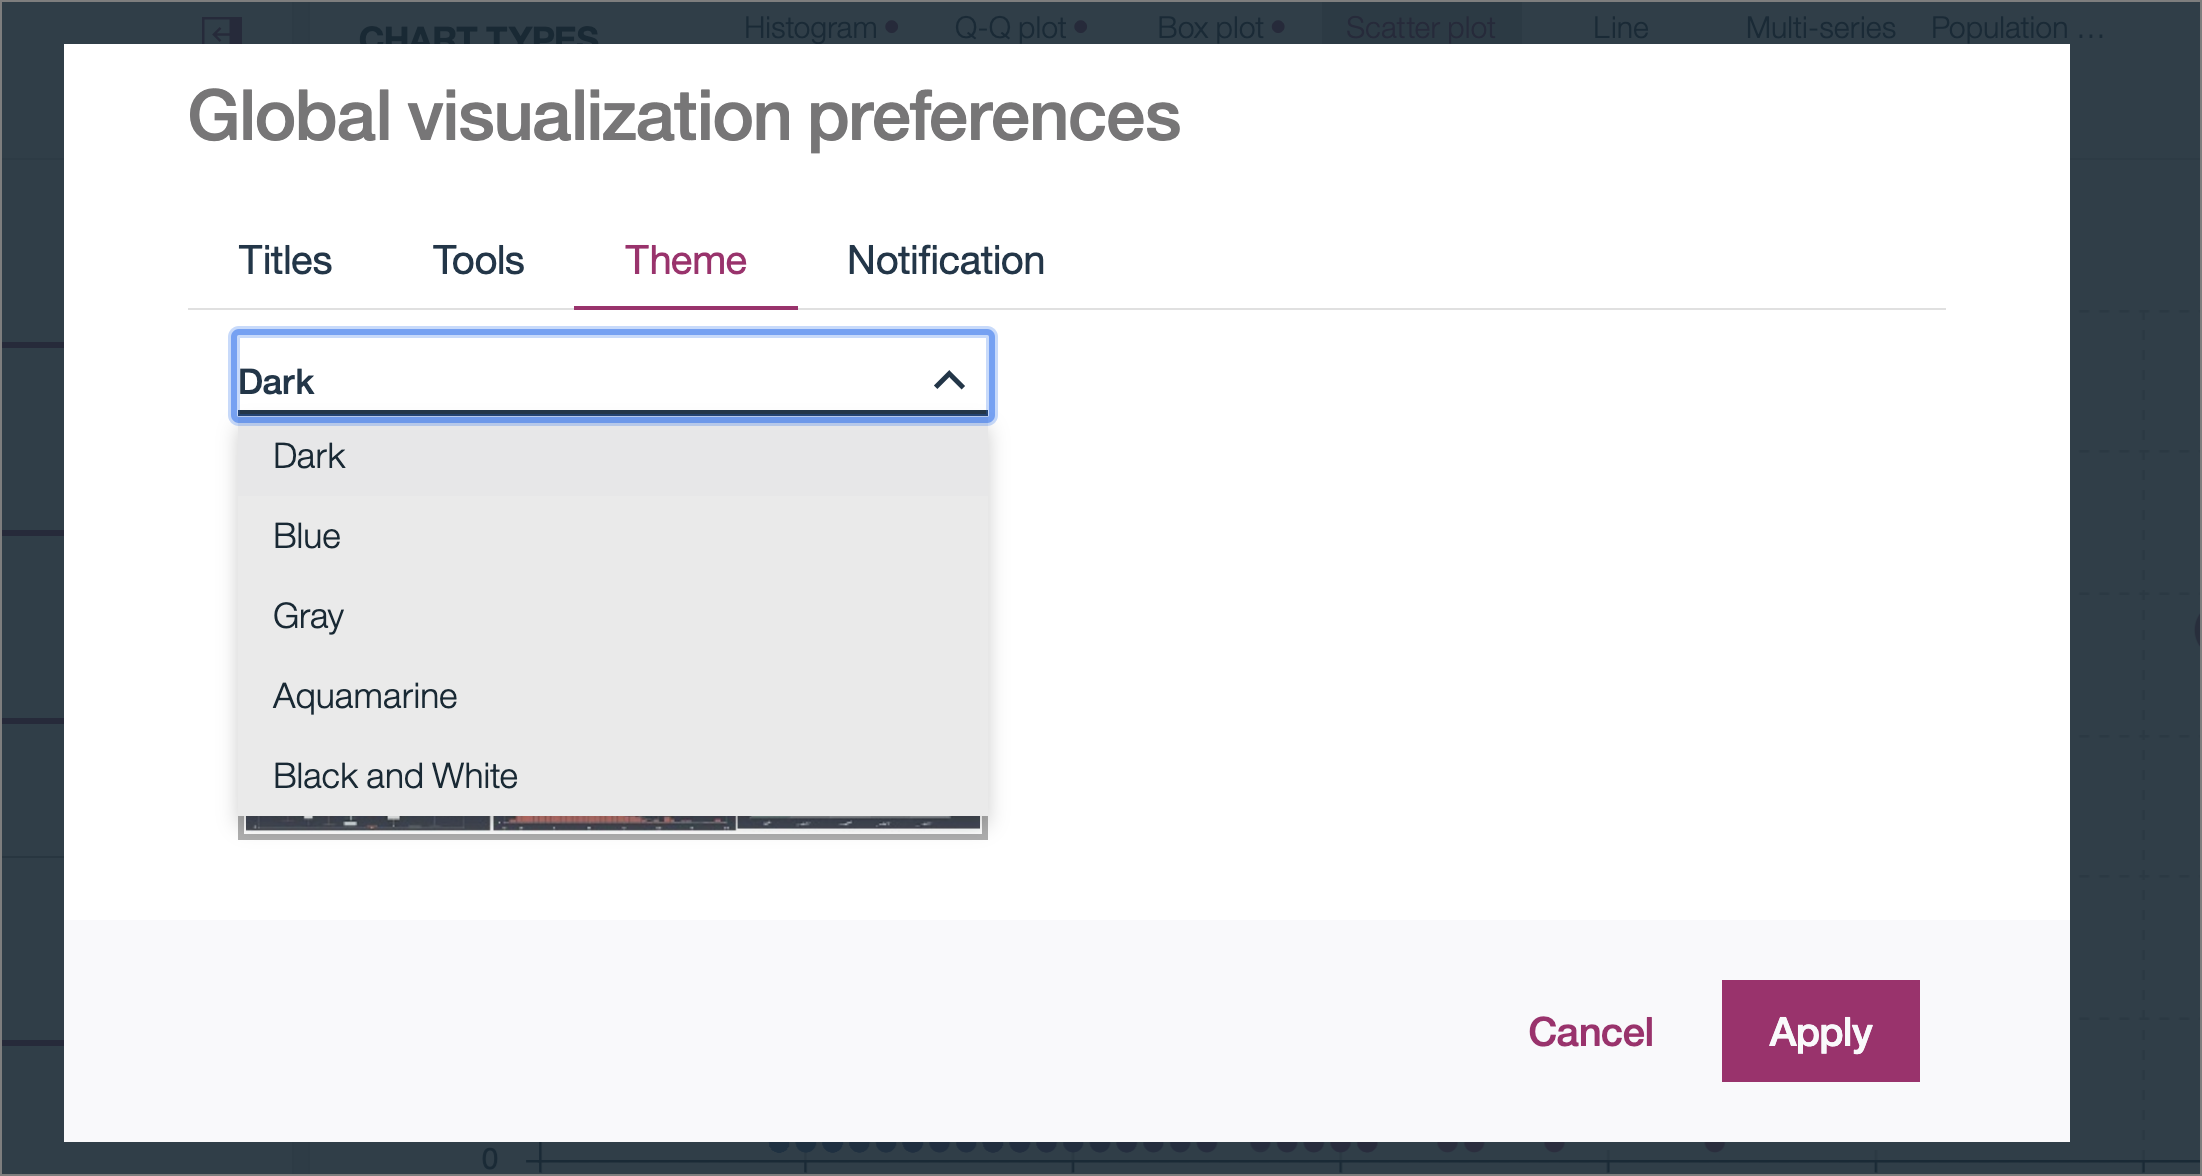 CHART TYPES
Histogram
Q-Q plot
Box plot
Scatter plot
Line
Multi-series
Population ...
Global visualization preferences
Titles
Tools
Theme
Notification
Dark
Dark
Blue
Gray
Aquamarine
Black and White
Cancel
Apply
0